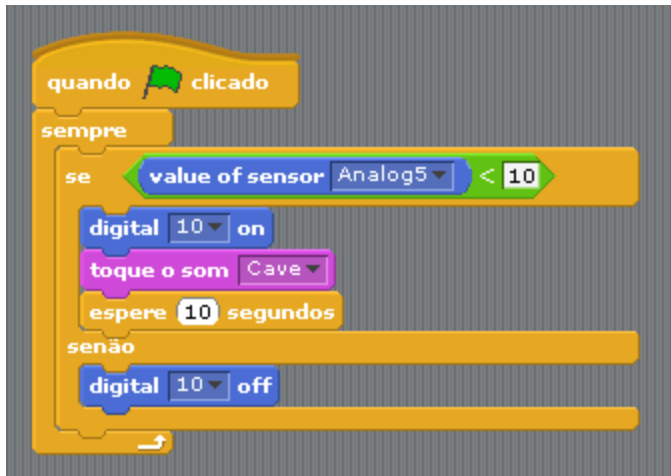 quando clicado
sempre
se value of sensor Analog5 < 10
digital 10 on
toque o som Cave
espere 10 segundos
senão
digital 10 off